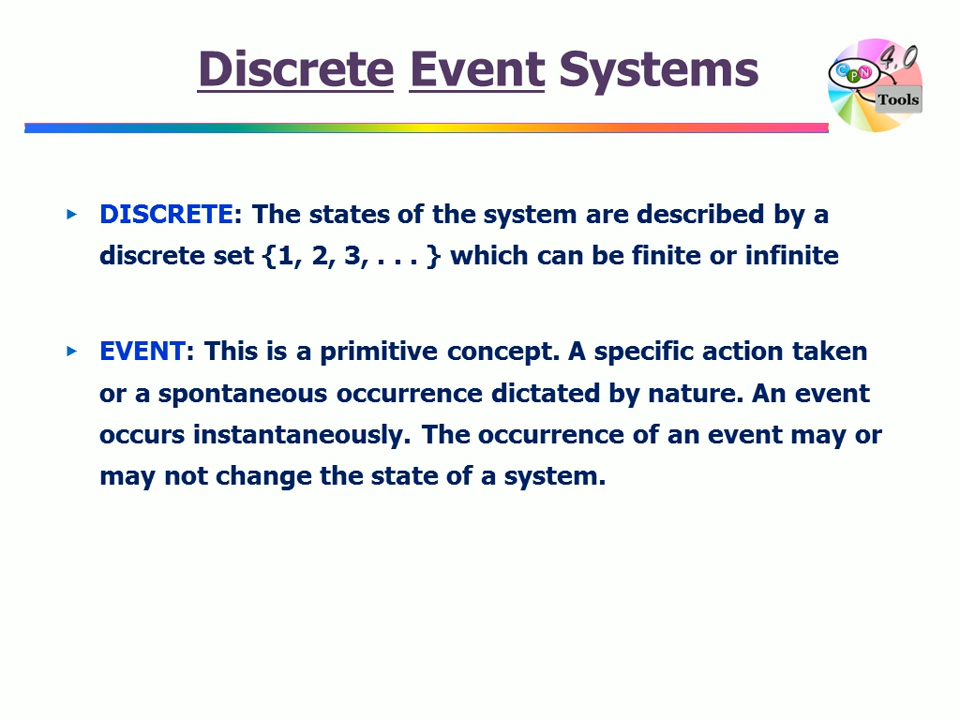 Discrete Event Systems
4.0
CPN
Tools
▸ DISCRETE: The states of the system are described by a
discrete set {1, 2, 3, . . . } which can be finite or infinite
▸ EVENT: This is a primitive concept. A specific action taken
or a spontaneous occurrence dictated by nature. An event
occurs instantaneously. The occurrence of an event may or
may not change the state of a system.